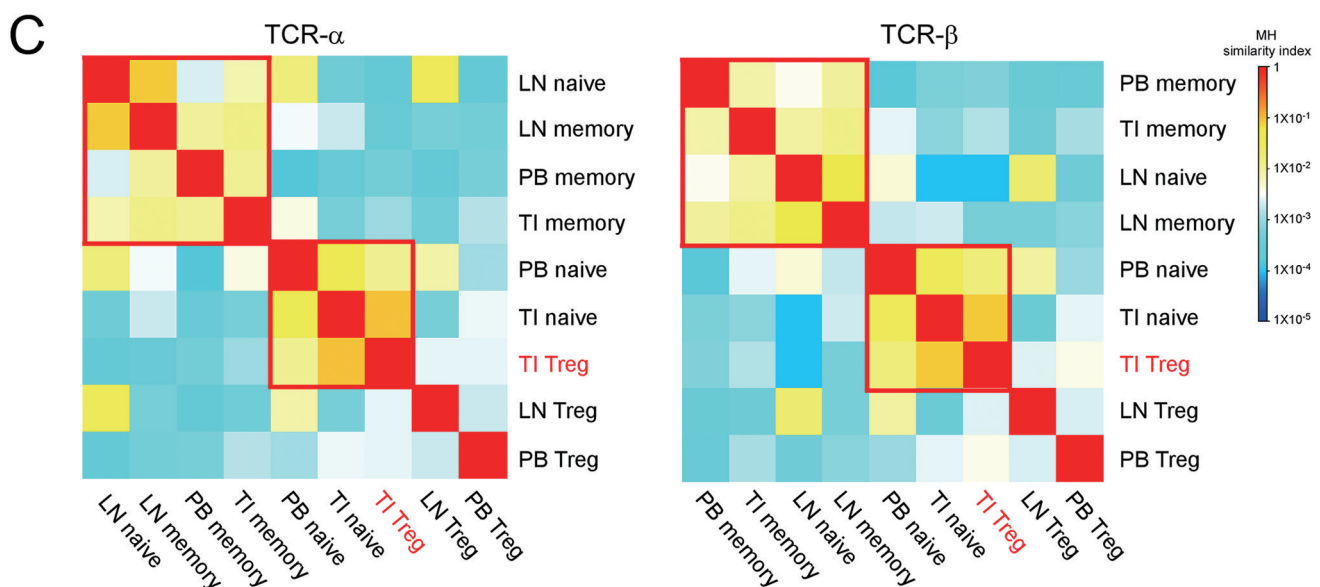 C
TCR-α
LN naive
LN memory
PB memory
TI memory
PB naive
TI naive
TI Treg
LN Treg
PB Treg
LN naive
LN memory
PB memory
TI memory
PB naive
TI naive
TI Treg
LN Treg
PB Treg
TCR-β
PB memory
TI memory
LN naive
LN memory
PB naive
TI naive
TI Treg
LN Treg
PB Treg
PB memory
TI memory
LN naive
LN memory
PB naive
TI naive
TI Treg
LN Treg
PB Treg
MH
similarity index
1
1X10⁻¹
1X10⁻²
1X10⁻³
1X10⁻⁴
1X10⁻⁵